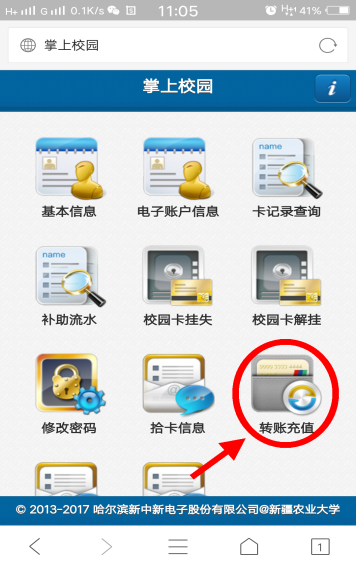 H+ G 0.1K/s 11:05 H+ 41%
掌上校园
掌上校园
i
name
基本信息 电子账户信息 卡记录查询
name
补助流水 校园卡挂失 校园卡解挂
修改密码 拾卡信息 转账充值
© 2013-2017 哈尔滨新中新电子股份有限公司@新疆农业大学
1